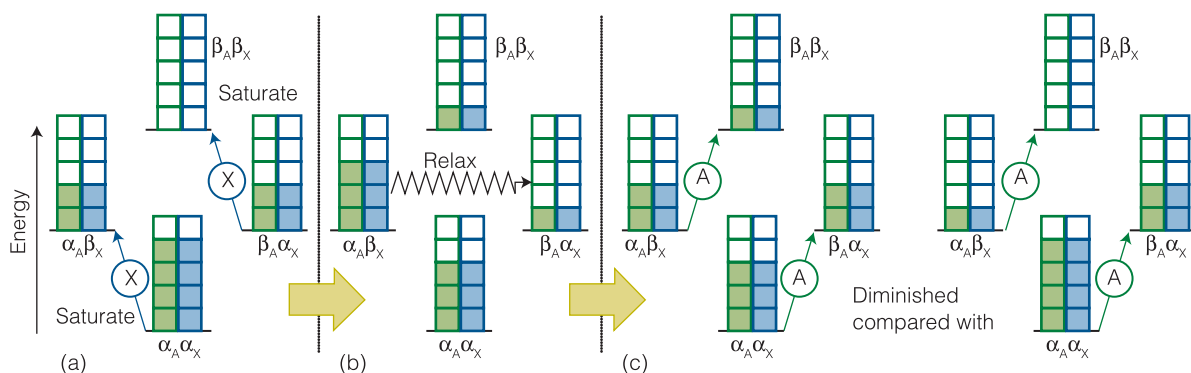 Energy
β_Aβ_X
Saturate
X
α_Aβ_X
β_Aα_X
X
Saturate
α_Aα_X
(a)
β_Aβ_X
Relax
α_Aβ_X
β_Aα_X
α_Aα_X
(b)
β_Aβ_X
A
α_Aβ_X
β_Aα_X
A
α_Aα_X
(c)
Diminished
compared with
β_Aβ_X
A
α_Aβ_X
β_Aα_X
A
α_Aα_X